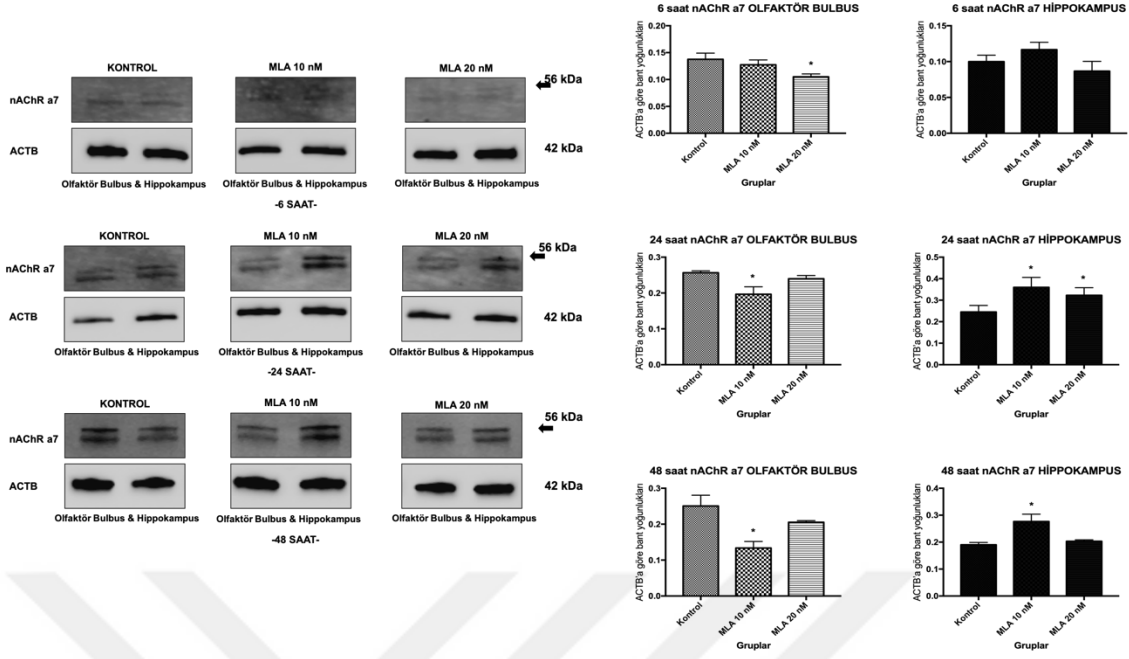 KONTROL
MLA 10 nM
MLA 20 nM
56 kDa
nAChR a7
ACTB
42 kDa
Olfaktör Bulbus & Hippokampus
Olfaktör Bulbus & Hippokampus
Olfaktör Bulbus & Hippokampus
-6 SAAT-
KONTROL
MLA 10 nM
MLA 20 nM
56 kDa
nAChR a7
ACTB
42 kDa
Olfaktör Bulbus & Hippokampus
Olfaktör Bulbus & Hippokampus
Olfaktör Bulbus & Hippokampus
-24 SAAT-
KONTROL
MLA 10 nM
MLA 20 nM
56 kDa
nAChR a7
ACTB
42 kDa
Olfaktör Bulbus & Hippokampus
Olfaktör Bulbus & Hippokampus
Olfaktör Bulbus & Hippokampus
-48 SAAT-
6 saat nAChR a7 OLFAKTÖR BULBUS
ACTB'a göre bant yoğunlukları
0.20
0.15
0.10
0.05
0.00
*
Kontrol
MLA 10 nM
MLA 20 nM
Gruplar
6 saat nAChR a7 HİPPOKAMPUS
ACTB'a göre bant yoğunlukları
0.15
0.10
0.05
0.00
Kontrol
MLA 10 nM
MLA 20 nM
Gruplar
24 saat nAChR a7 OLFAKTÖR BULBUS
ACTB'a göre bant yoğunlukları
0.3
0.2
0.1
0.0
*
Kontrol
MLA 10 nM
MLA 20 nM
Gruplar
24 saat nAChR a7 HİPPOKAMPUS
ACTB'a göre bant yoğunlukları
0.5
0.4
0.3
0.2
0.1
0.0
*
*
Kontrol
MLA 10 nM
MLA 20 nM
Gruplar
48 saat nAChR a7 OLFAKTÖR BULBUS
ACTB'a göre bant yoğunlukları
0.3
0.2
0.1
0.0
*
Kontrol
MLA 10 nM
MLA 20 nM
Gruplar
48 saat nAChR a7 HİPPOKAMPUS
ACTB'a göre bant yoğunlukları
0.4
0.3
0.2
0.1
0.0
*
Kontrol
MLA 10 nM
MLA 20 nM
Gruplar